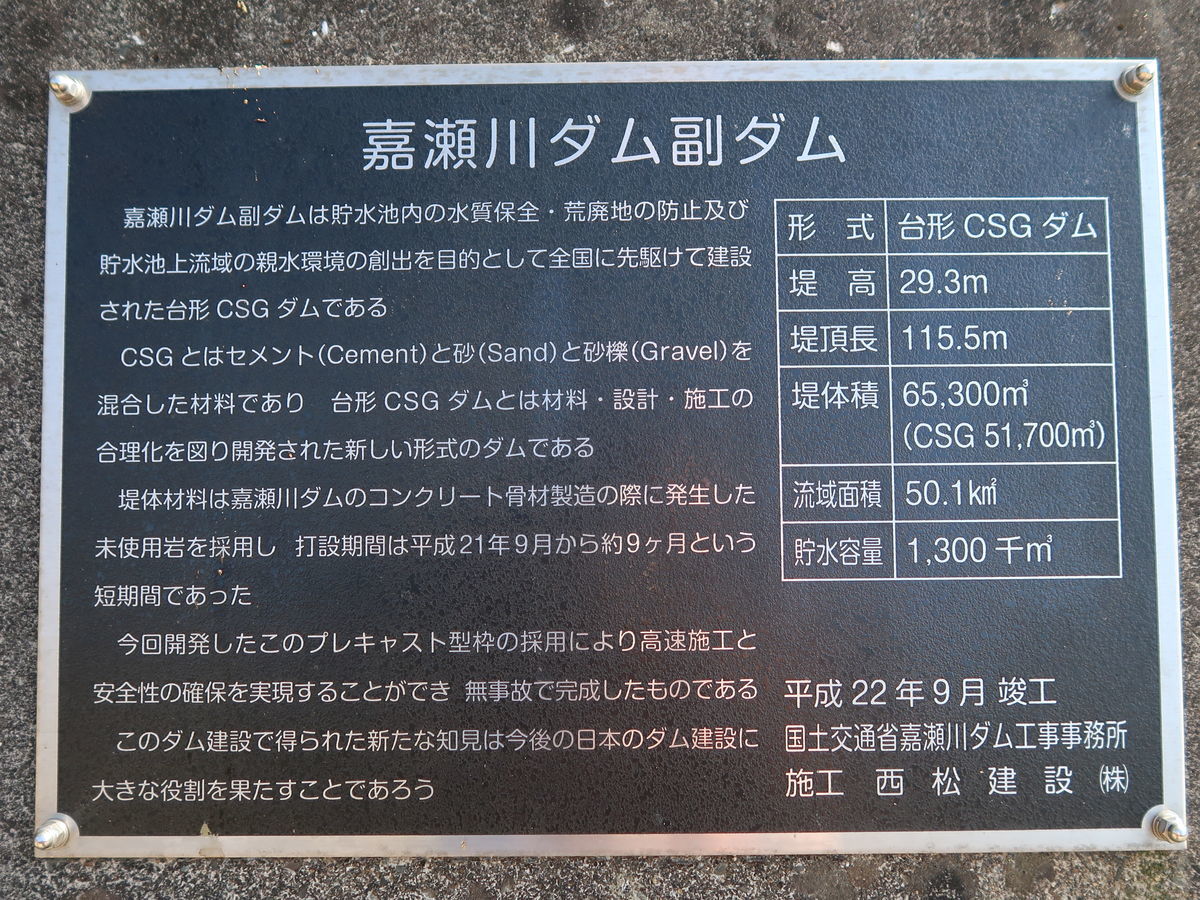 嘉瀬川ダム副ダム
嘉瀬川ダム副ダムは貯水池内の水質保全・荒廃地の防止及び
貯水池上流域の親水環境の創出を目的として全国に先駆けて建設
された台形 CSG ダムである
CSG とはセメント(Cement)と砂(Sand)と砂櫟(Gravel)を
混合した材料であり 台形 CSG ダムとは材料・設計・施工の
合理化を図り開発された新しい形式のダムである
堤体材料は嘉瀬川ダムのコンクリート骨材製造の際に発生した
未使用岩を採用し 打設期間は平成21年9月から約9ヶ月という
短期間であった
今回開発したこのプレキャスト型枠の採用により高速施工と
安全性の確保を実現することができ 無事故で完成したものである
このダム建設で得られた新たな知見は今後の日本のダム建設に
大きな役割を果たすことであろう
形 式 台形 CSG ダム
堤 高 29.3m
堤頂長 115.5m
堤体積 65,300㎥
(CSG 51,700㎥)
流域面積 50.1㎢
貯水容量 1,300 千㎥
平成 22 年 9 月 竣工
国土交通省嘉瀬川ダム工事事務所
施工 西 松 建 設 ㈱